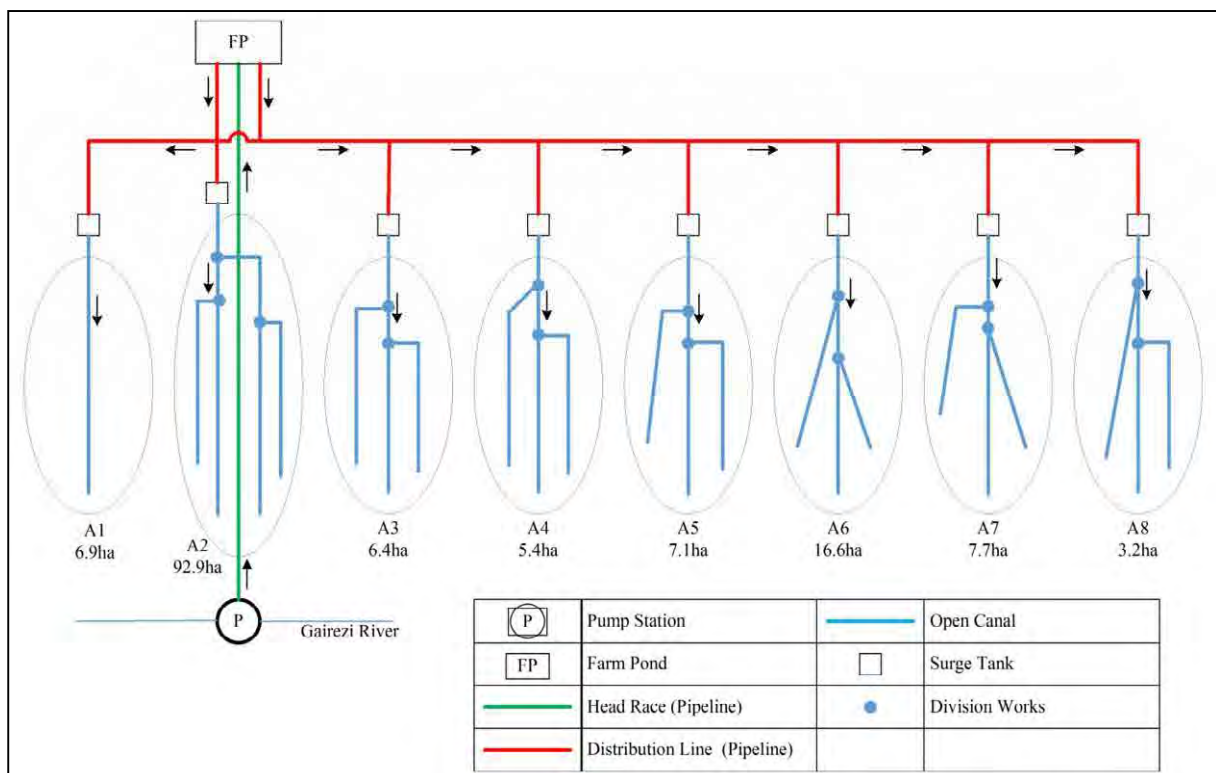 FP
A1
6.9ha
A2
92.9ha
A3
6.4ha
A4
5.4ha
A5
7.1ha
A6
16.6ha
A7
7.7ha
A8
3.2ha
P
Gairezi River
P Pump Station Open Canal
FP Farm Pond Surge Tank
Head Race (Pipeline) Division Works
Distribution Line (Pipeline)